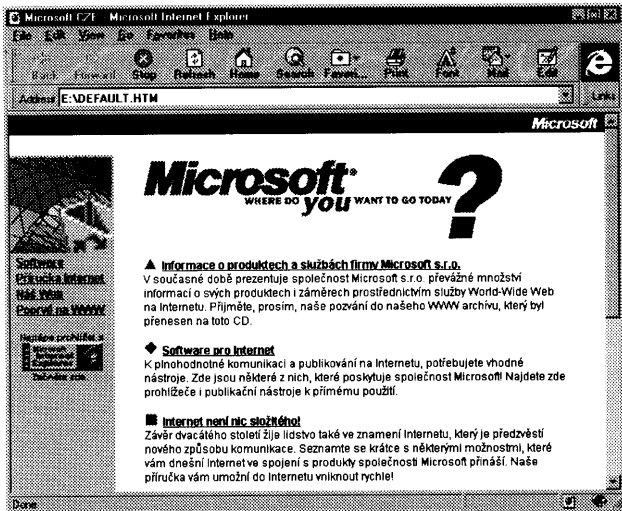 Microsoft CZE - Microsoft Internet Explorer
File Edit View Go Favorites Help
Back Forward Stop Refresh Home Search Favori... Print Font Mail Edit
Address E:\DEFAULT.HTM Links
Microsoft
Microsoft
WHERE DO you WANT TO GO TODAY ?
Software
Příručka Internet
Náš Web
Poprvé na WWW
▲ Informace o produktech a službách firmy Microsoft s.r.o.
V současné době prezentuje společnost Microsoft s.r.o. převážné množství
informací o svých produktech i záměrech prostřednictvím služby World-Wide Web
na Internetu. Přijměte, prosím, naše pozvání do našeho WWW archívu, který byl
přenesen na toto CD.
◆ Software pro Internet
K plnohodnotné komunikaci a publikování na Internetu, potřebujete vhodné
nástroje. Zde jsou některé z nich, které poskytuje společnost Microsoft! Najdete zde
prohlížeče i publikační nástroje k přímému použití.
■ Internet není nic složitého!
Závěr dvacátého století žije lidstvo také ve znamení Internetu, který je předzvěstí
nového způsobu komunikace. Seznamte se krátce s některými možnostmi, které
vám dnešní Internet ve spojení s produkty společnosti Microsoft přináší. Naše
příručka vám umožní do Internetu vniknout rychle!
Done